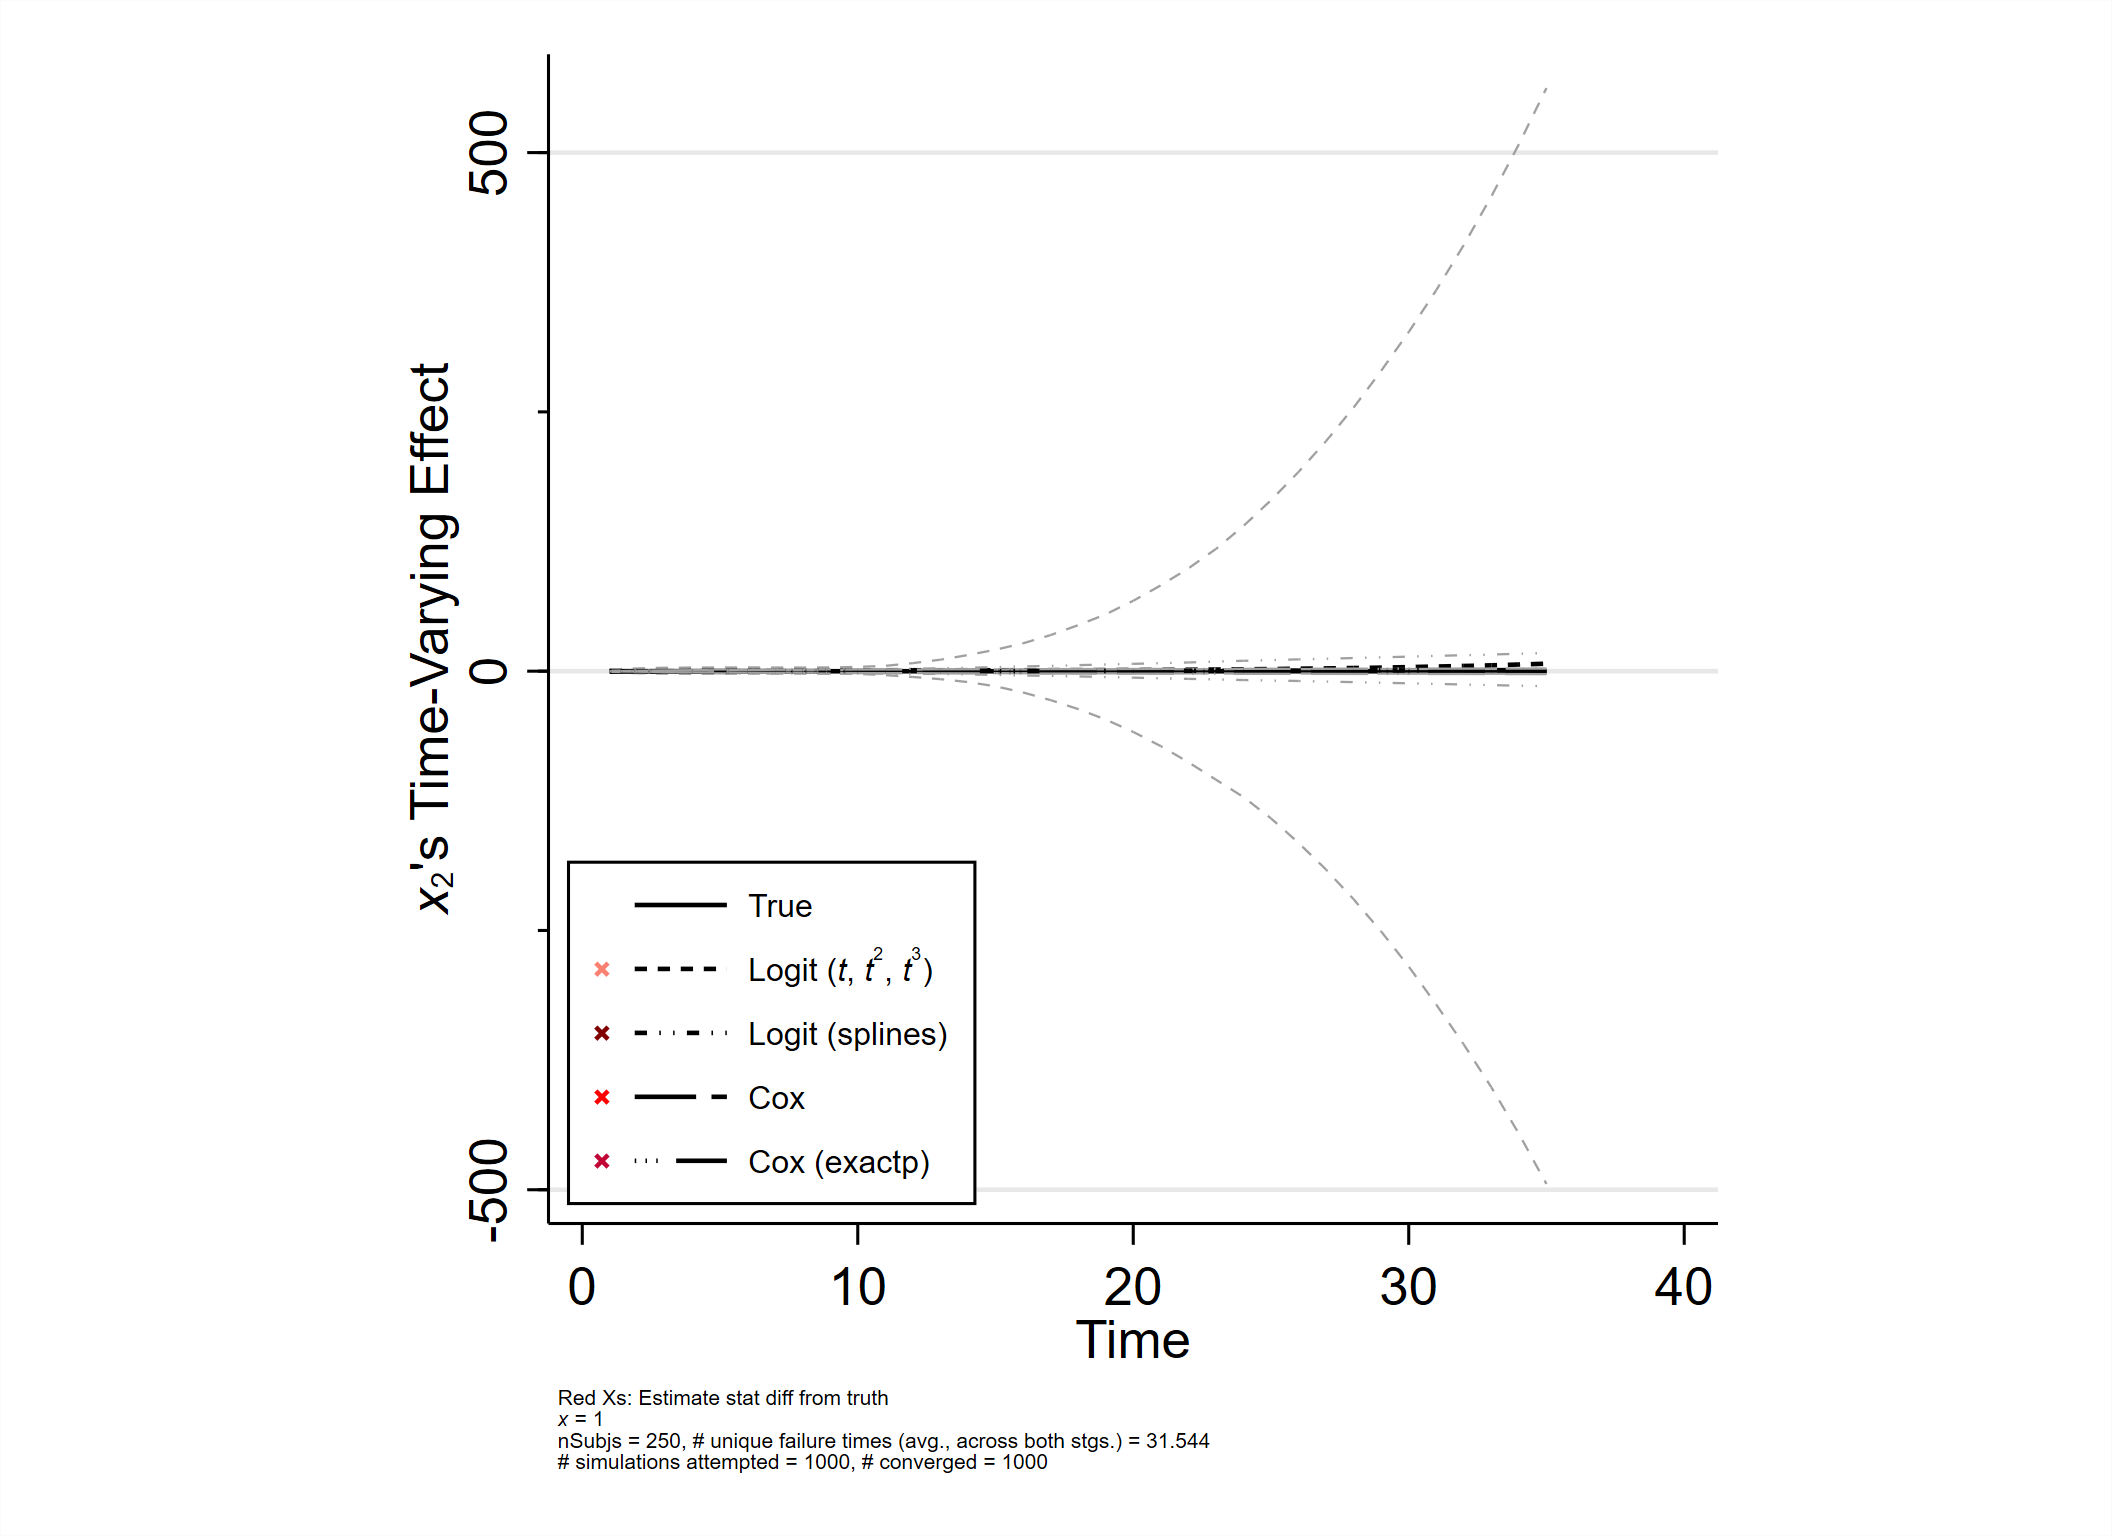 500
0
-500
x₂'s Time-Varying Effect
True
Logit (t, t², t³)
Logit (splines)
Cox
Cox (exactp)
0 10 20 30 40
Time
Red Xs: Estimate stat diff from truth
x = 1
nSubjs = 250, # unique failure times (avg., across both stgs.) = 31.544
# simulations attempted = 1000, # converged = 1000